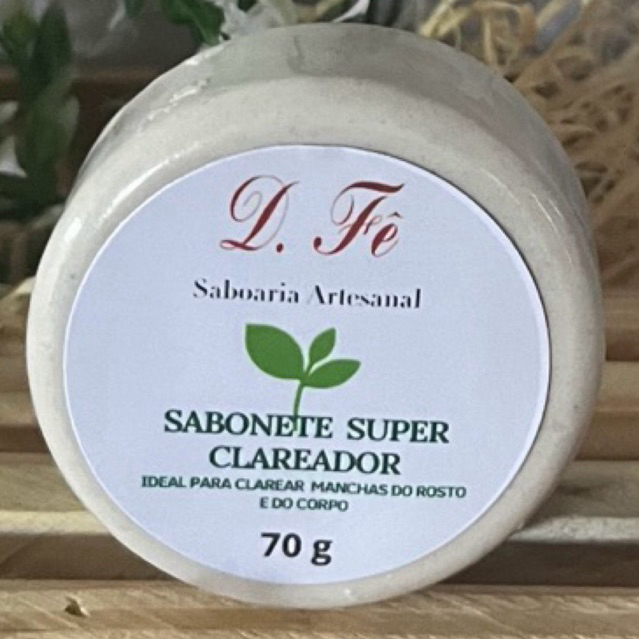 D. Fê
Saboaria Artesanal
SABONETE SUPER
CLAREADOR
IDEAL PARA CLAREAR MANCHAS DO ROSTO
E DO CORPO
70 g